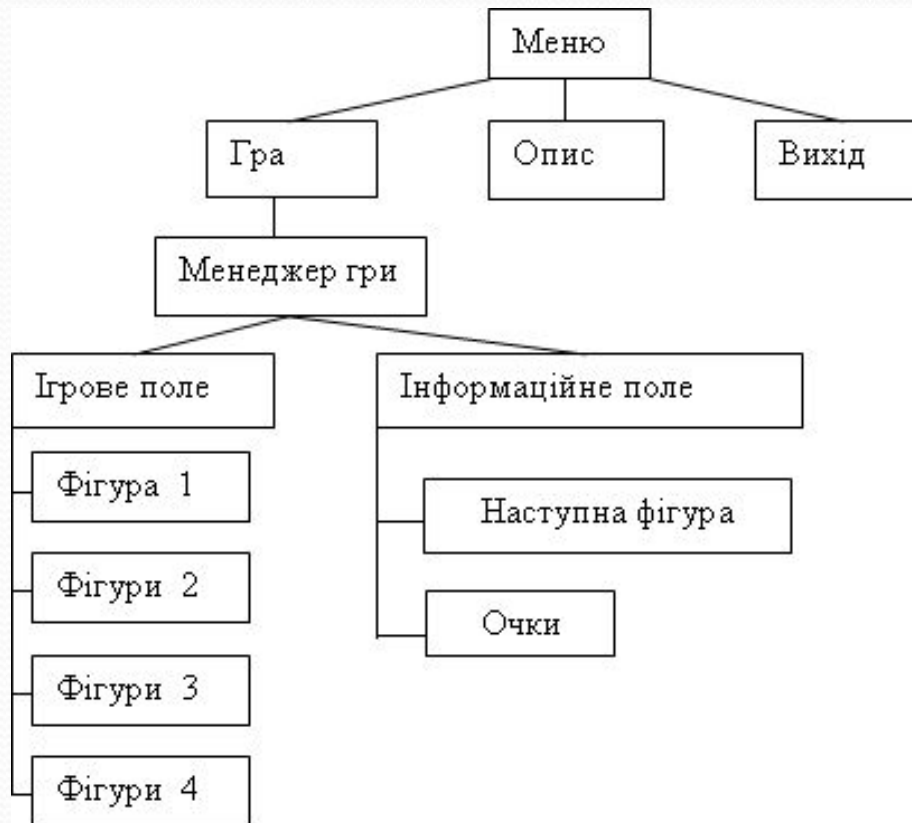 Меню
Гра
Опис
Вихід
Менеджер гри
Ігрове поле
Інформаційне поле
Фігура 1
Фігури 2
Фігури 3
Фігури 4
Наступна фігура
Очки